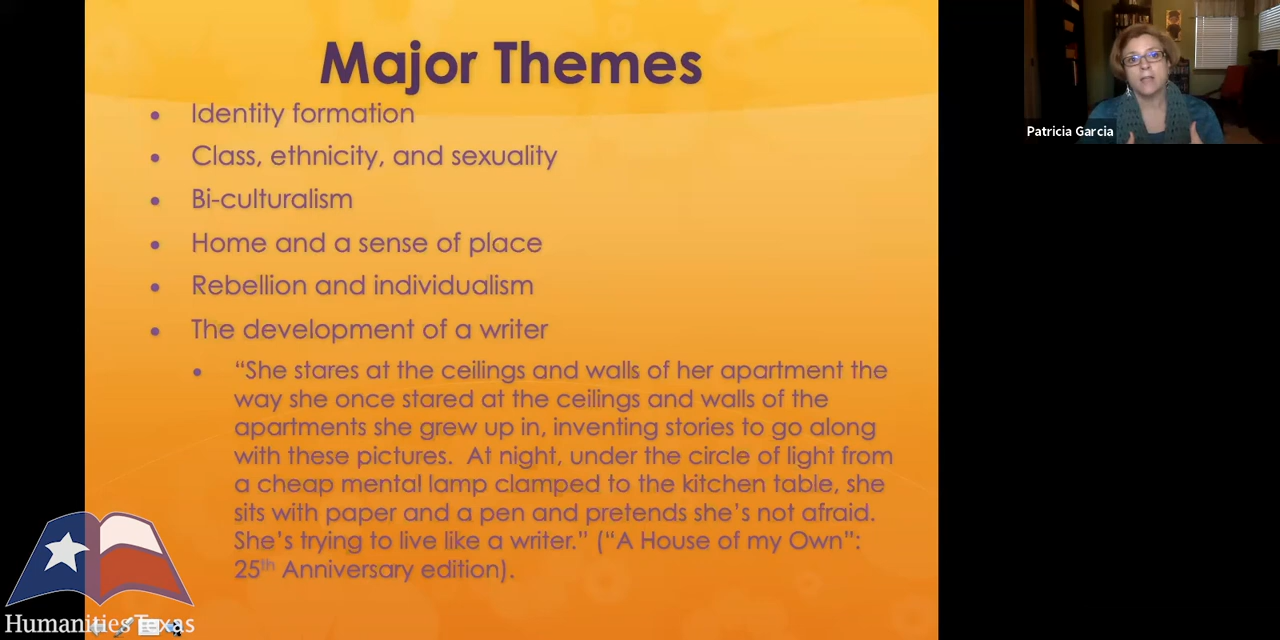 Major Themes
Identity formation
Class, ethnicity, and sexuality
Bi-culturalism
Home and a sense of place
Rebellion and individualism
The development of a writer
“She stares at the ceilings and walls of her apartment the
way she once stared at the ceilings and walls of the
apartments she grew up in, inventing stories to go along
with these pictures.  At night, under the circle of light from
a cheap mental lamp clamped to the kitchen table, she
sits with paper and a pen and pretends she’s not afraid.
She’s trying to live like a writer.” (“A House of my Own”:
25th Anniversary edition).
Patricia Garcia
Humanities Texas